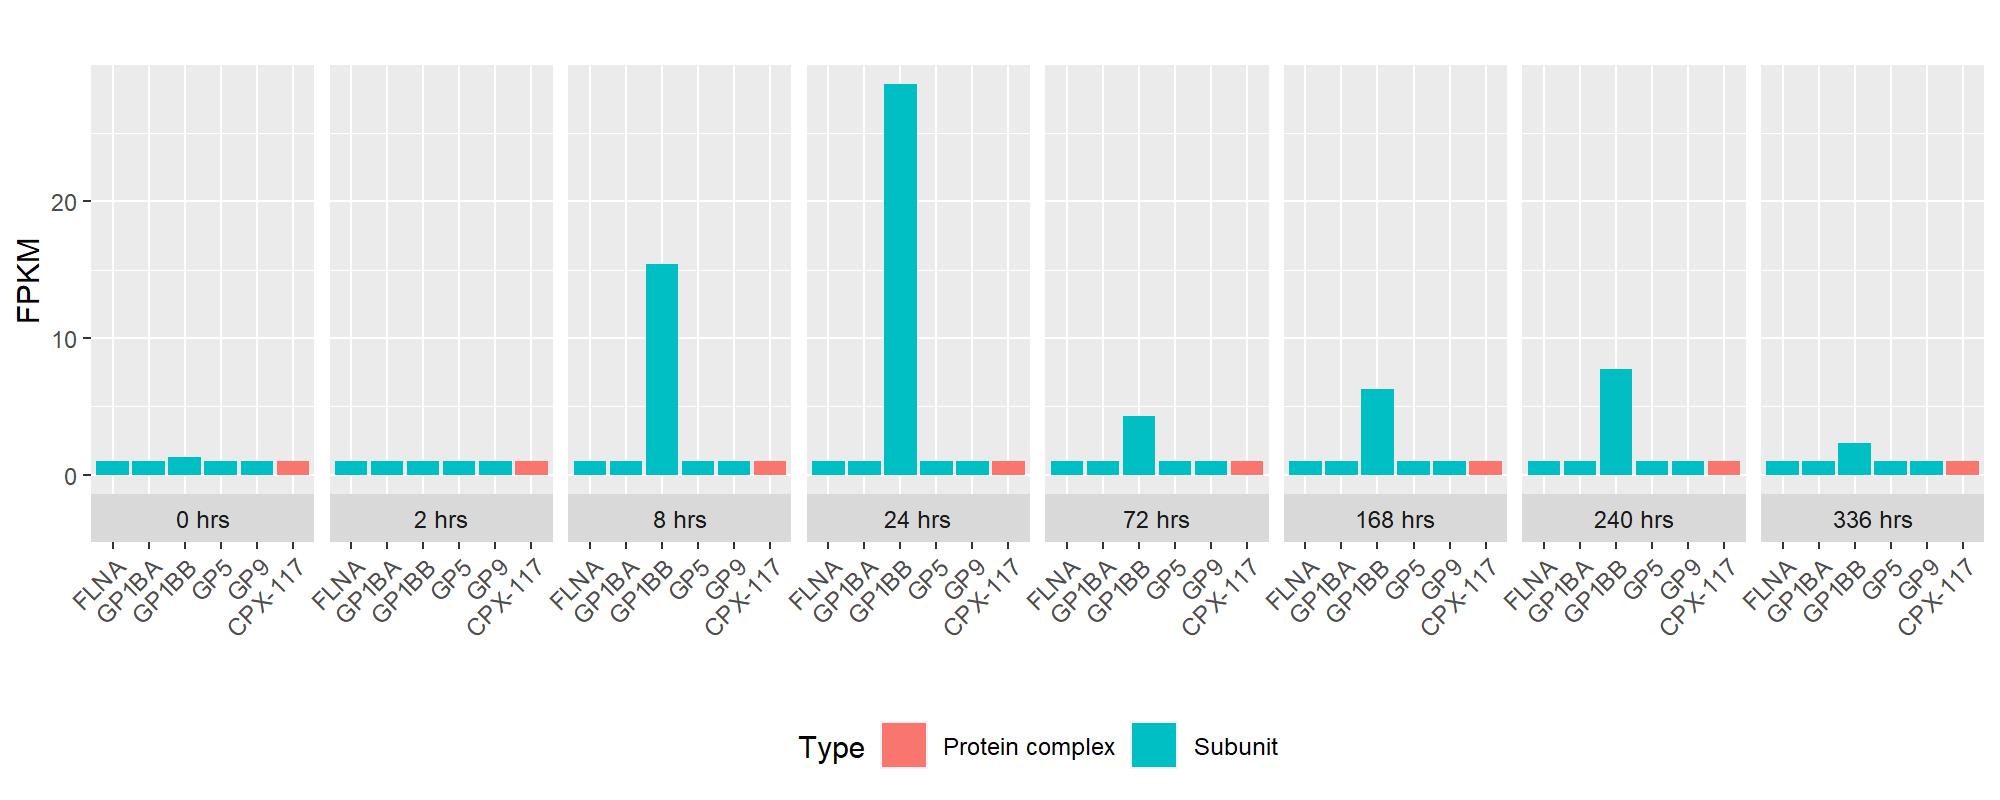 FPKM
20
10
0
0 hrs 2 hrs 8 hrs 24 hrs 72 hrs 168 hrs 240 hrs 336 hrs
FLNA GP1BA GP1BB GP5 GP9 CPX-117 FLNA GP1BA GP1BB GP5 GP9 CPX-117 FLNA GP1BA GP1BB GP5 GP9 CPX-117 FLNA GP1BA GP1BB GP5 GP9 CPX-117 FLNA GP1BA GP1BB GP5 GP9 CPX-117 FLNA GP1BA GP1BB GP5 GP9 CPX-117 FLNA GP1BA GP1BB GP5 GP9 CPX-117 FLNA GP1BA GP1BB GP5 GP9 CPX-117
Type Protein complex Subunit